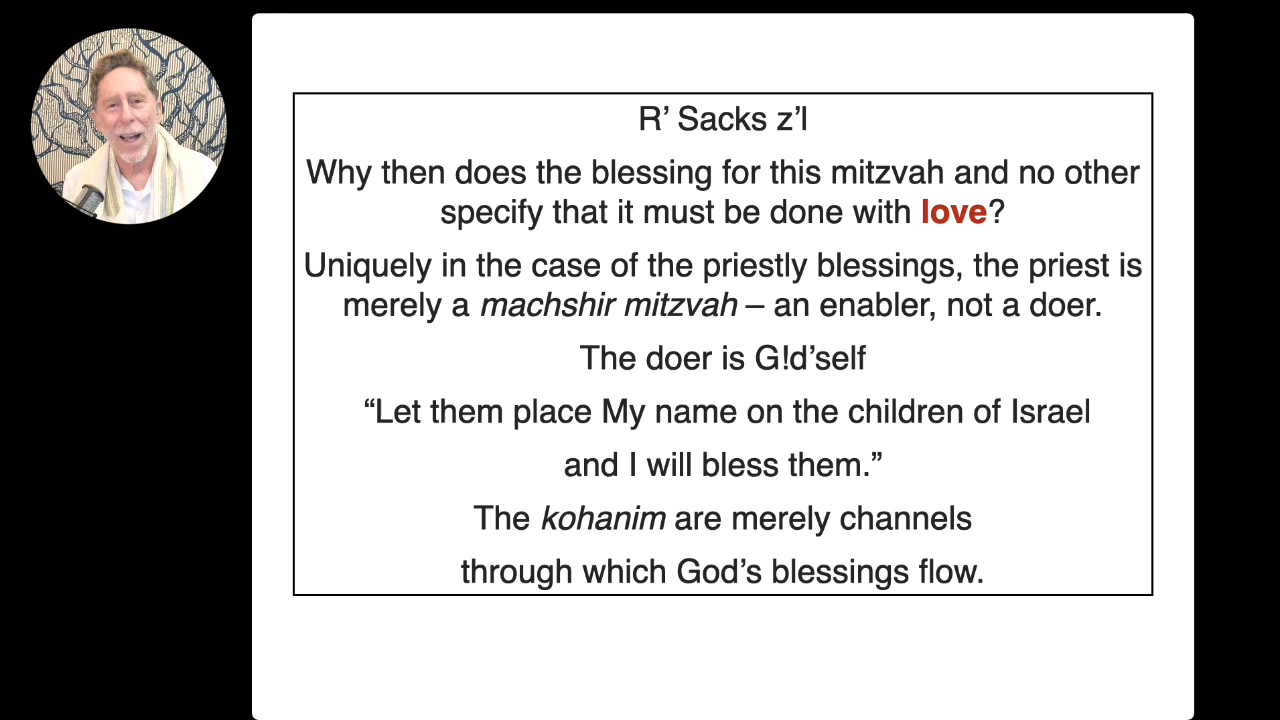 R’ Sacks z’l
Why then does the blessing for this mitzvah and no other
specify that it must be done with love?
Uniquely in the case of the priestly blessings, the priest is
merely a machshir mitzvah – an enabler, not a doer.
The doer is G!d’self
“Let them place My name on the children of Israel
and I will bless them.”
The kohanim are merely channels
through which God’s blessings flow.